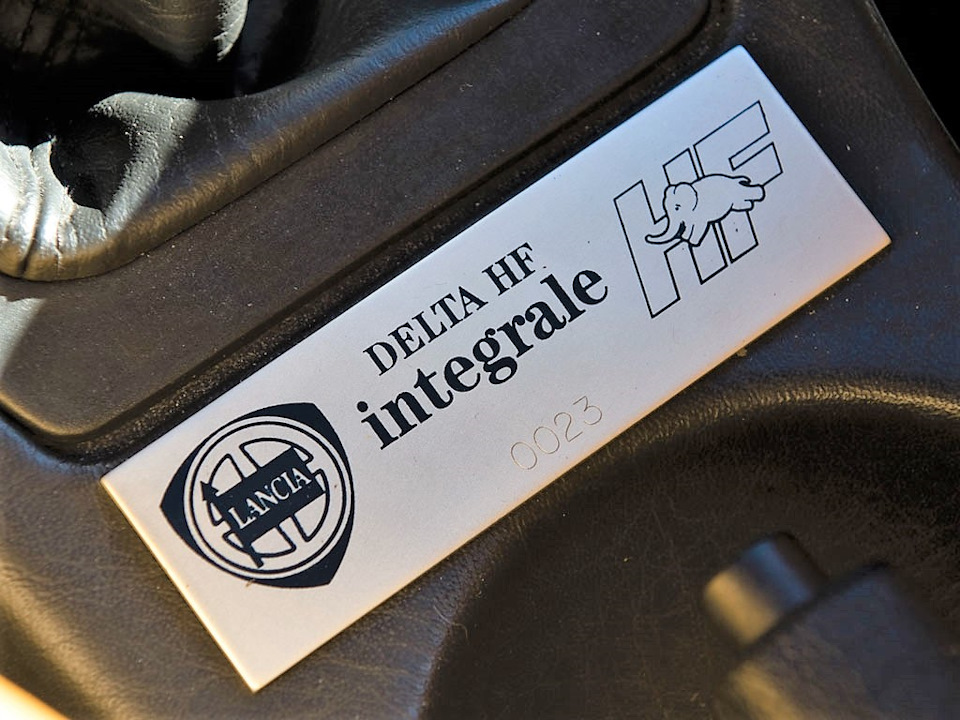 LANCIA
DELTA HF
integrale
0023
HF